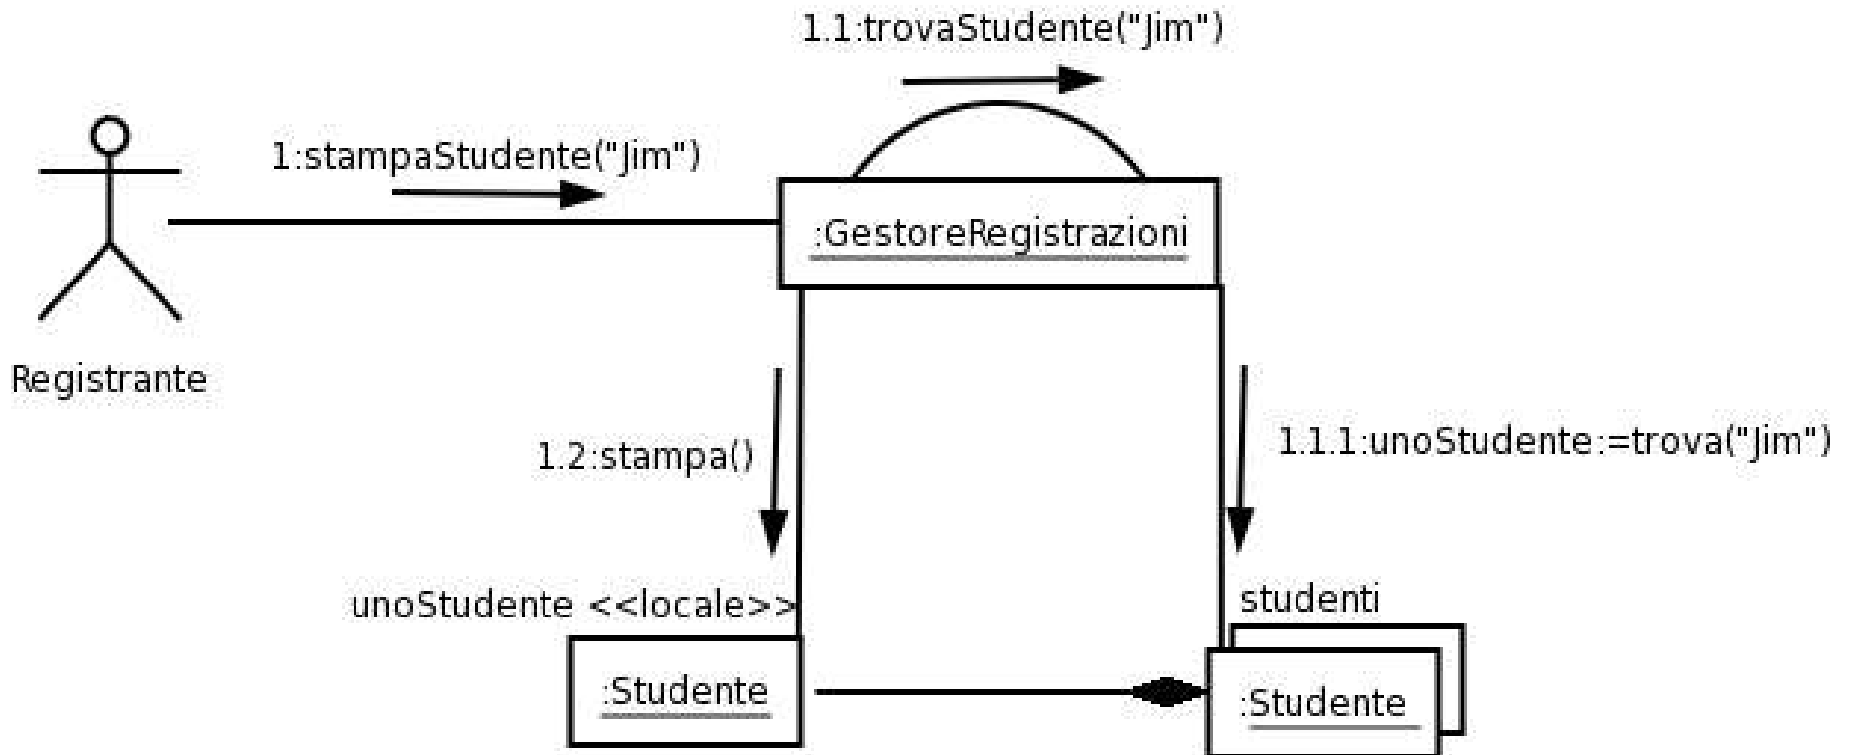 1.1:trovaStudente("Jim")
1:stampaStudente("Jim")
:GestoreRegistrazioni
Registrante
1.2:stampa()
1.1.1:unoStudente:=trova("Jim")
unoStudente <<locale>>
studenti
:Studente
:Studente